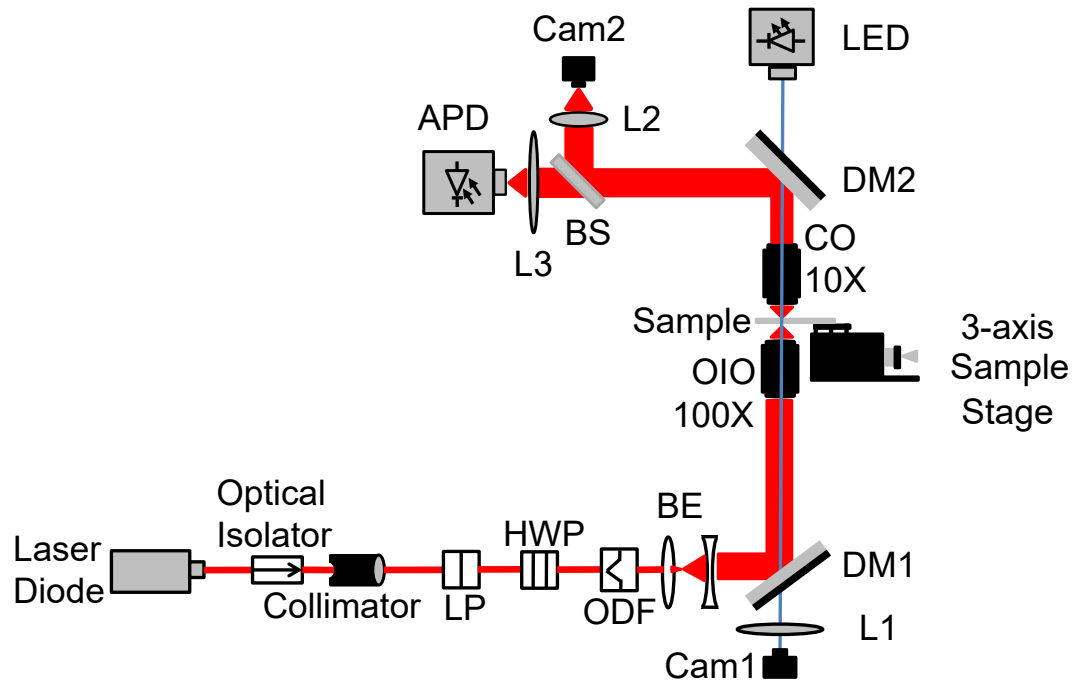 Cam2
LED
APD
L2
DM2
BS
L3
CO
10X
Sample
3-axis
Sample
Stage
OIO
100X
Optical
Isolator
BE
HWP
Laser
Diode
DM1
Collimator
LP
ODF
L1
Cam1